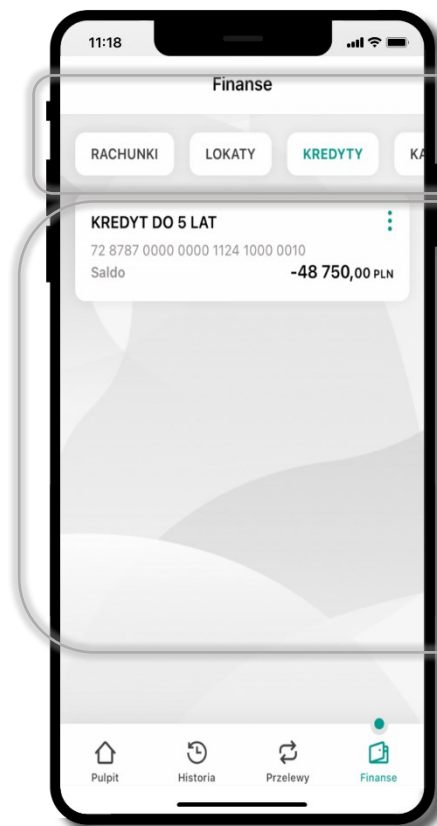 11:18
Finanse
RACHUNKI LOKATY KREDYTY KA
KREDYT DO 5 LAT
72 8787 0000 0000 1124 1000 0010
Saldo -48 750,00 PLN
Pulpit Historia Przelewy Finanse